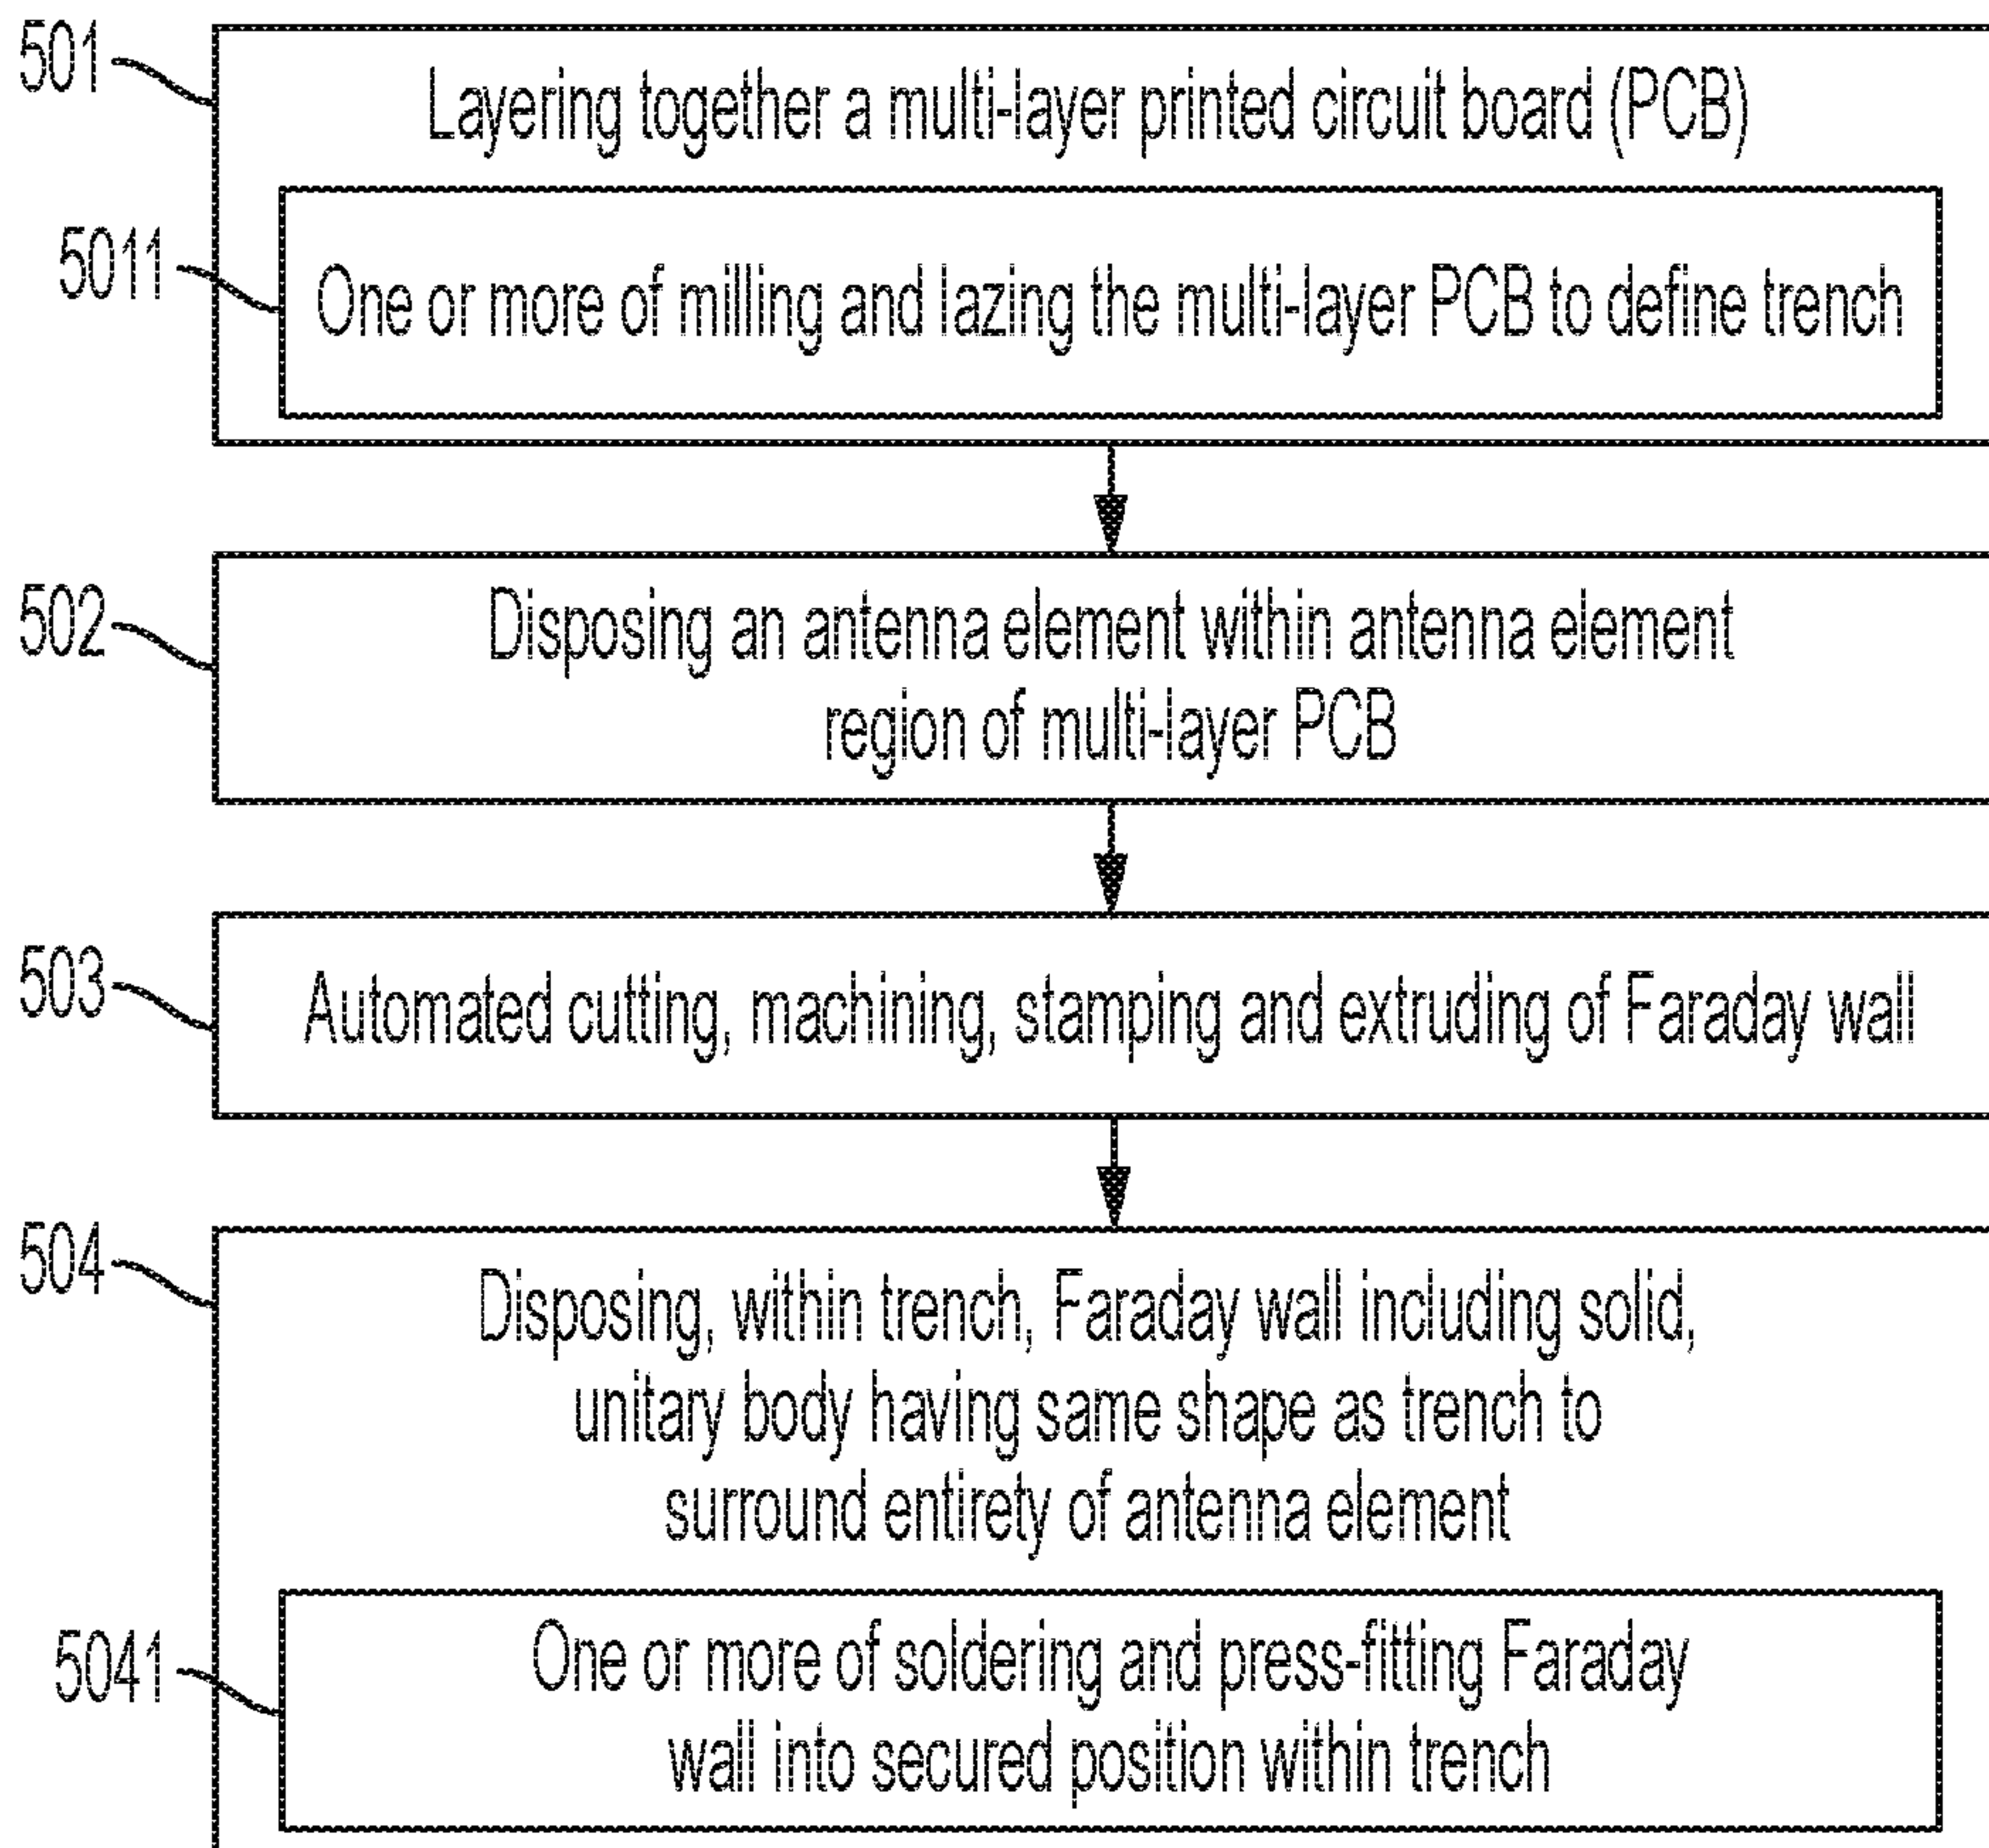 501
Layering together a multi-layer printed circuit board (PCB)
5011
One or more of milling and lazing the multi-layer PCB to define trench
502
Disposing an antenna element within antenna element
region of multi-layer PCB
503
Automated cutting, machining, stamping and extruding of Faraday wall
504
Disposing, within trench, Faraday wall including solid,
unitary body having same shape as trench to
surround entirety of antenna element
5041
One or more of soldering and press-fitting Faraday
wall into secured position within trench